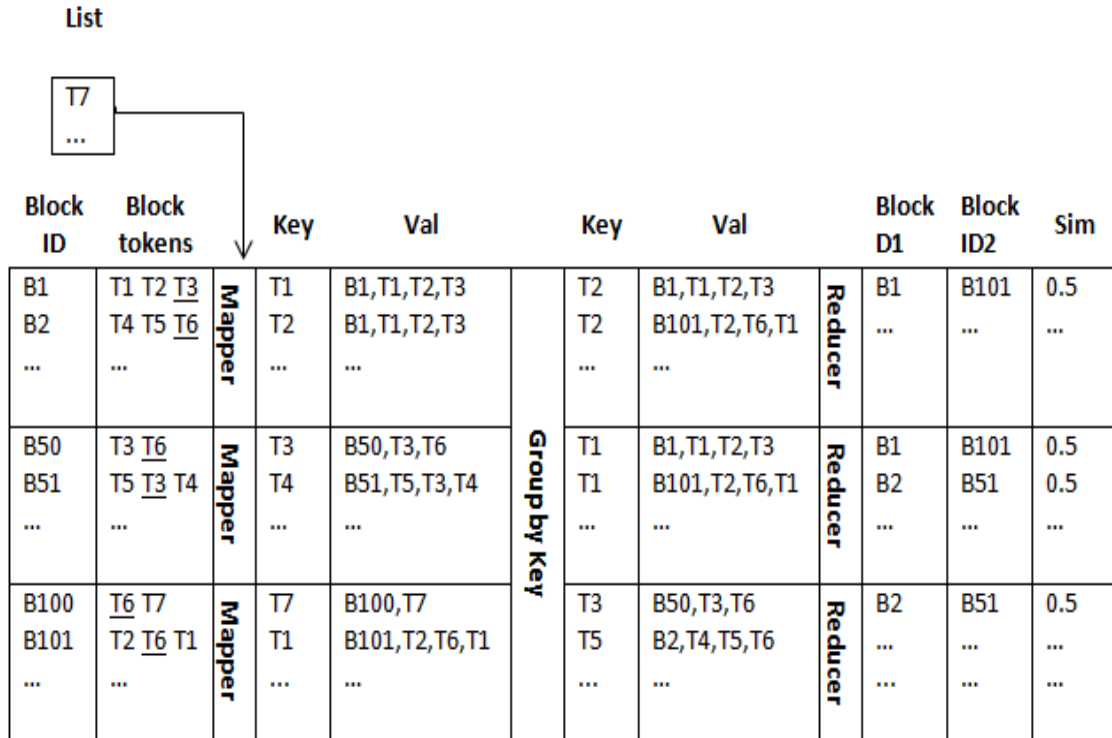 List
T7
...
Block ID Block tokens Key Val Key Val Block D1 Block ID2 Sim
B1 T1 T2 T3 Mapper T1 B1,T1,T2,T3 Group by Key T2 B1,T1,T2,T3 Reducer B1 B101 0.5
B2 T4 T5 T6 T2 B1,T1,T2,T3 T2 B101,T2,T6,T1 ... ... ...
... ... ... ... ... ...
B50 T3 T6 Mapper T3 B50,T3,T6 T1 B1,T1,T2,T3 Reducer B1 B101 0.5
B51 T5 T3 T4 T4 B51,T5,T3,T4 T1 B101,T2,T6,T1 B2 B51 0.5
... ... ... ... ... ... ... ... ...
B100 T6 T7 Mapper T7 B100,T7 T3 B50,T3,T6 Reducer B2 B51 0.5
B101 T2 T6 T1 T1 B101,T2,T6,T1 T5 B2,T4,T5,T6 ... ... ...
... ... ... ... ... ... ... ... ...